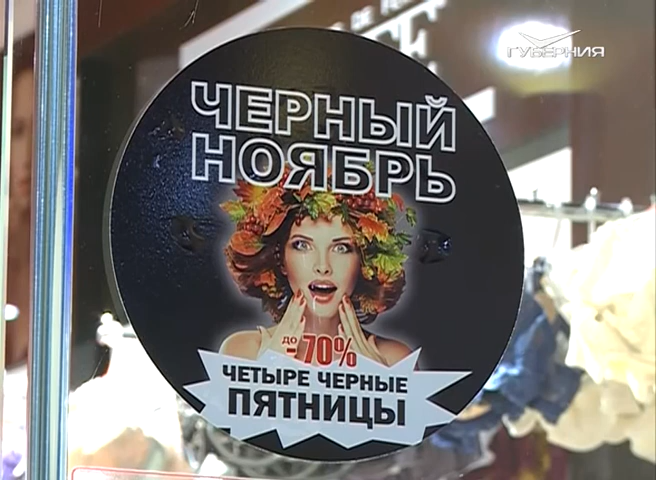 ГУБЕРНИЯ
ЧЕРНЫЙ
НОЯБРЬ
до
-70%
ЧЕТЫРЕ ЧЕРНЫЕ
ПЯТНИЦЫ